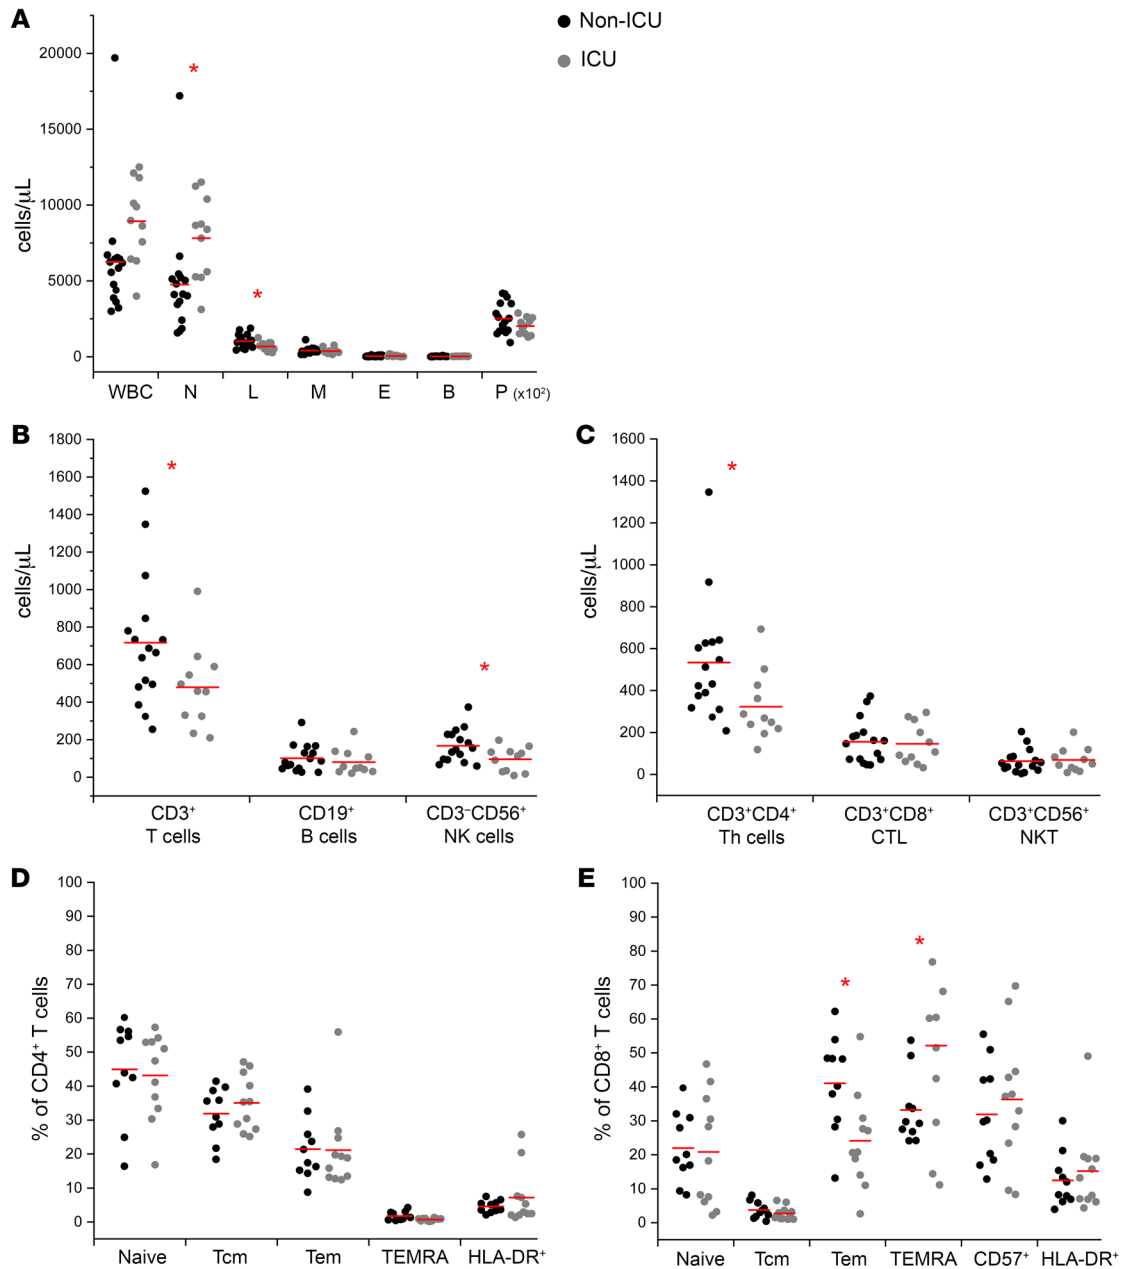 A
Non-ICU
ICU
*
*
cells/μL
20000
15000
10000
5000
0
WBC N L M E B P (x10²)
B
*
*
cells/μL
1800
1600
1400
1200
1000
800
600
400
200
0
CD3⁺ CD19⁺ CD3⁻CD56⁺
T cells B cells NK cells
C
*
cells/μL
1600
1400
1200
1000
800
600
400
200
0
CD3⁺CD4⁺ CD3⁺CD8⁺ CD3⁺CD56⁺
Th cells CTL NKT
D
% of CD4⁺ T cells
100
90
80
70
60
50
40
30
20
10
0
Naive Tcm Tem TEMRA HLA-DR⁺
E
*
*
% of CD8⁺ T cells
100
90
80
70
60
50
40
30
20
10
0
Naive Tcm Tem TEMRA CD57⁺ HLA-DR⁺